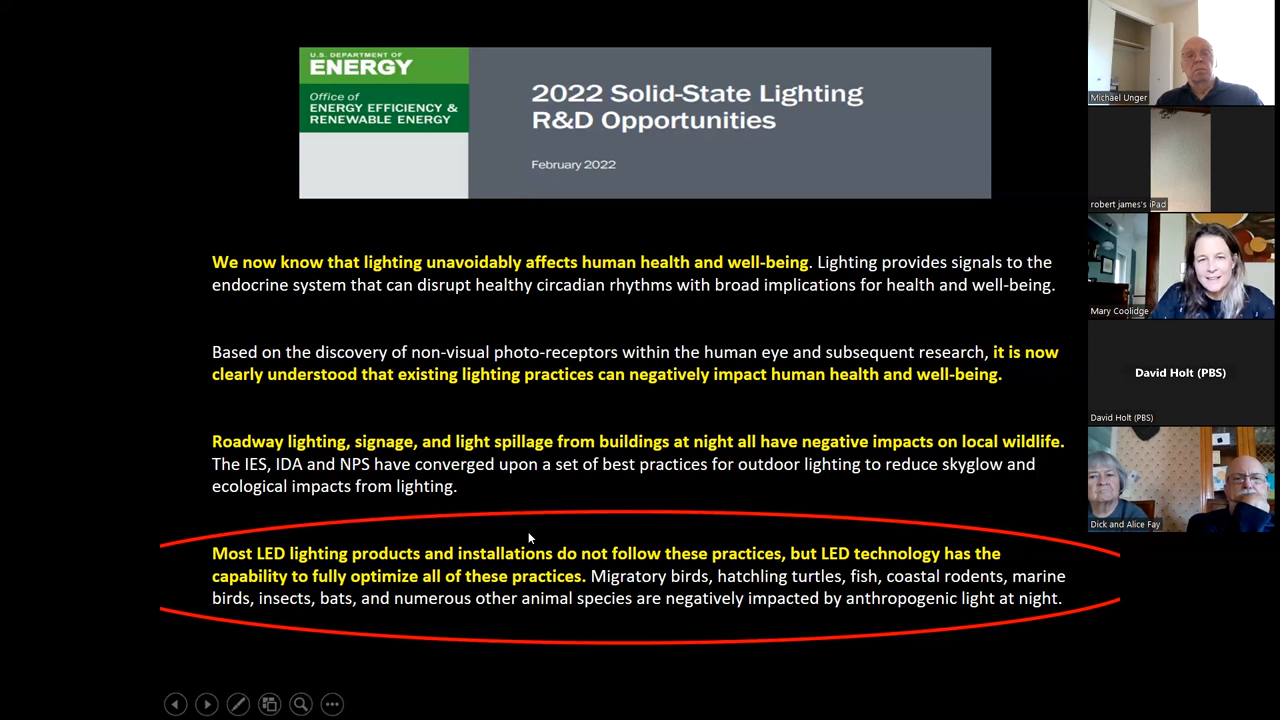 U.S. DEPARTMENT OF
ENERGY
Office of
ENERGY EFFICIENCY &
RENEWABLE ENERGY
2022 Solid-State Lighting
R&D Opportunities
February 2022
We now know that lighting unavoidably affects human health and well-being. Lighting provides signals to the
endocrine system that can disrupt healthy circadian rhythms with broad implications for health and well-being.
Based on the discovery of non-visual photo-receptors within the human eye and subsequent research, it is now
clearly understood that existing lighting practices can negatively impact human health and well-being.
Roadway lighting, signage, and light spillage from buildings at night all have negative impacts on local wildlife.
The IES, IDA and NPS have converged upon a set of best practices for outdoor lighting to reduce skyglow and
ecological impacts from lighting.
Most LED lighting products and installations do not follow these practices, but LED technology has the
capability to fully optimize all of these practices. Migratory birds, hatchling turtles, fish, coastal rodents, marine
birds, insects, bats, and numerous other animal species are negatively impacted by anthropogenic light at night.
Michael Unger
robert james's iPad
Mary Coolidge
David Holt (PBS)
David Holt (PBS)
Dick and Alice Fay